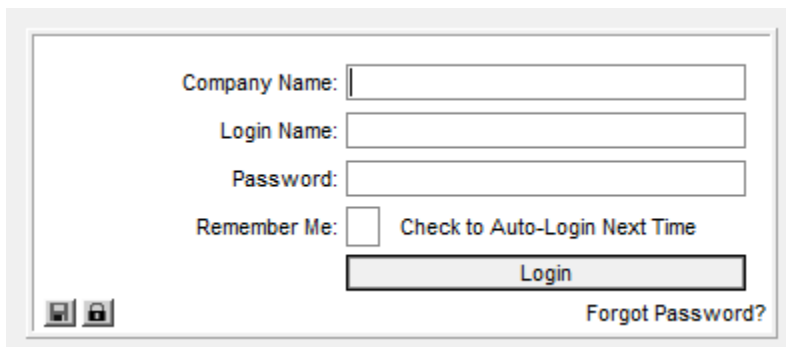 Company Name:
Login Name:
Password:
Remember Me: Check to Auto-Login Next Time
Login
Forgot Password?